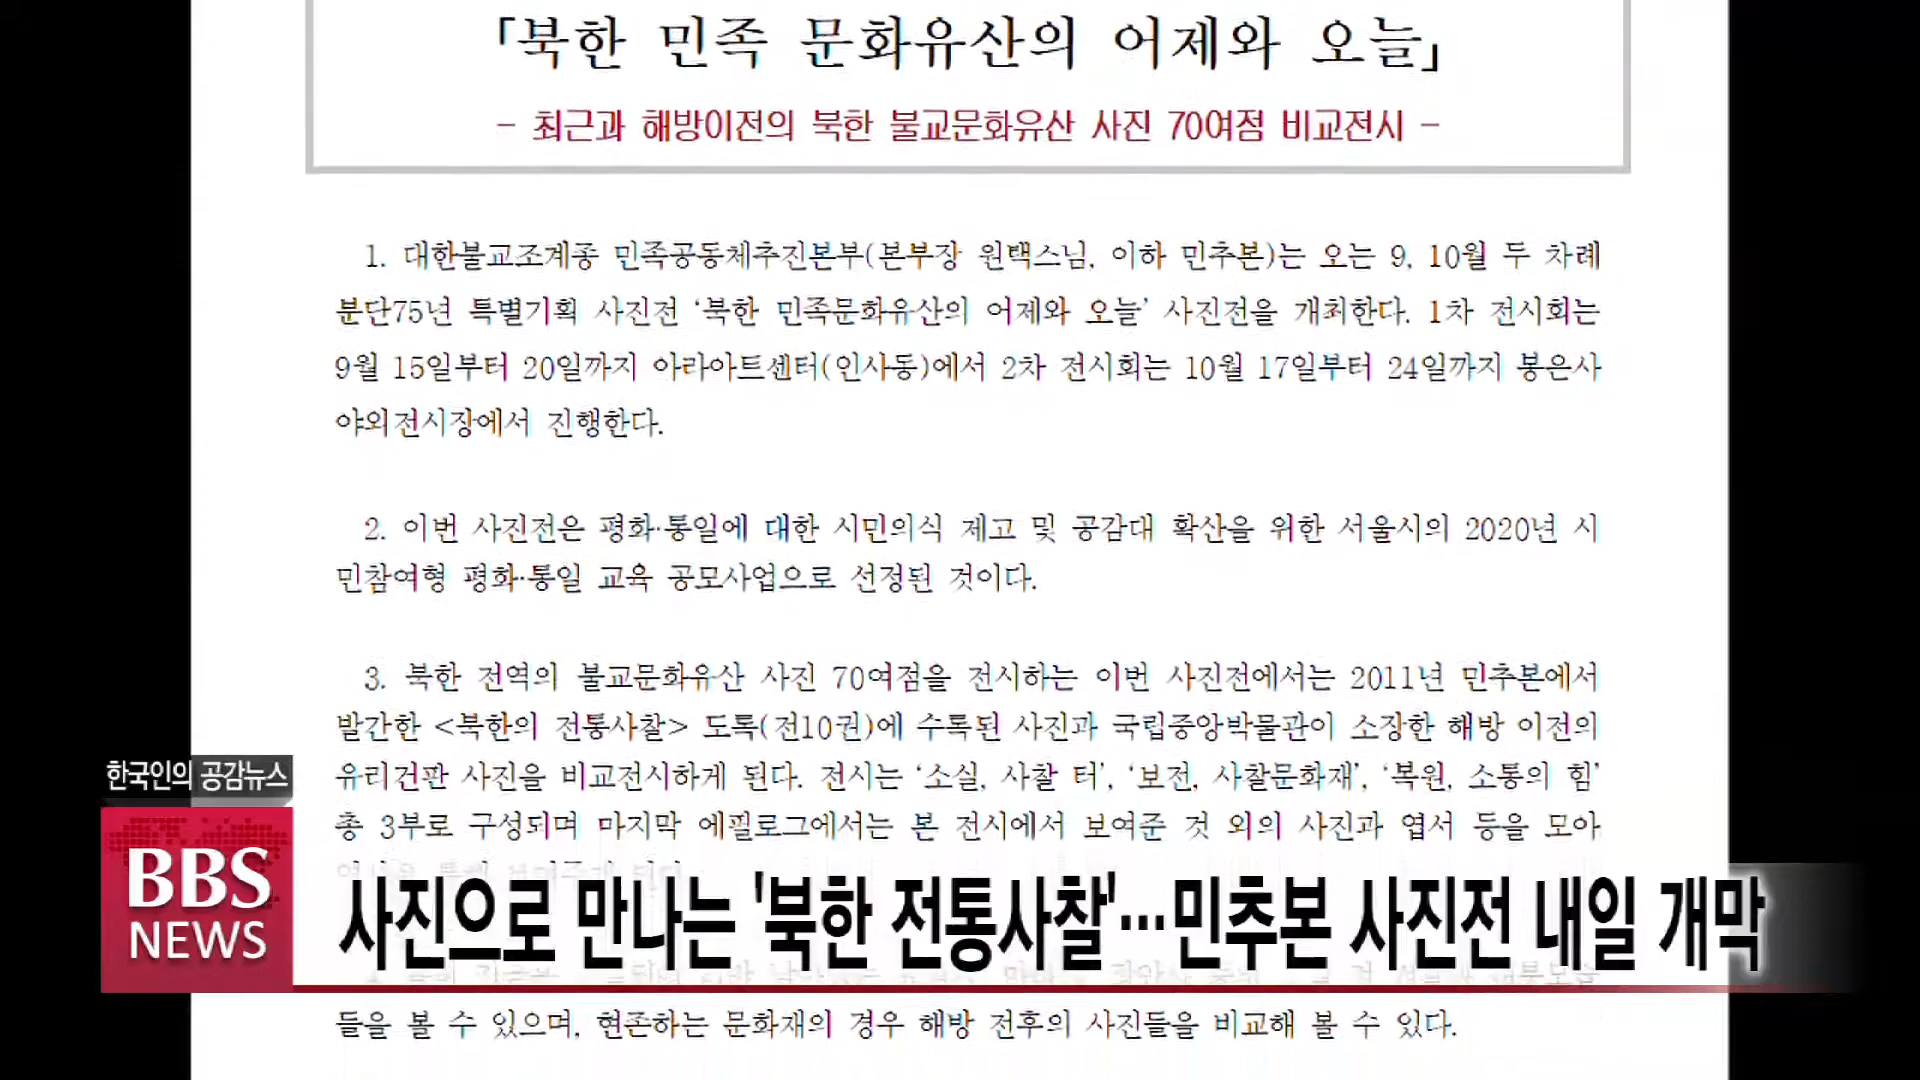 「북한 민족 문화유산의 어제와 오늘」
- 최근과 해방이전의 북한 불교문화유산 사진 70여점 비교전시 -
1. 대한불교조계종 민족공동체추진본부(본부장 원택스님, 이하 민추본)는 오는 9, 10월 두 차례
분단75년 특별기획 사진전 ‘북한 민족문화유산의 어제와 오늘’ 사진전을 개최한다. 1차 전시회는
9월 15일부터 20일까지 아라아트센터(인사동)에서 2차 전시회는 10월 17일부터 24일까지 봉은사
야외전시장에서 진행한다.
2. 이번 사진전은 평화·통일에 대한 시민의식 제고 및 공감대 확산을 위한 서울시의 2020년 시
민참여형 평화·통일 교육 공모사업으로 선정된 것이다.
3. 북한 전역의 불교문화유산 사진 70여점을 전시하는 이번 사진전에서는 2011년 민추본에서
발간한 <북한의 전통사찰> 도록(전10권)에 수록된 사진과 국립중앙박물관이 소장한 해방 이전의
유리건판 사진을 비교전시하게 된다. 전시는 ‘소실, 사찰 터’, ‘보전, 사찰문화재’, ‘복원, 소통의 힘’
총 3부로 구성되며 마지막 에필로그에서는 본 전시에서 보여준 것 외의 사진과 엽서 등을 모아
한국인의 공감뉴스
BBS
NEWS
사진으로 만나는 '북한 전통사찰'…민추본 사진전 내일 개막
들을 볼 수 있으며, 현존하는 문화재의 경우 해방 전후의 사진들을 비교해 볼 수 있다.